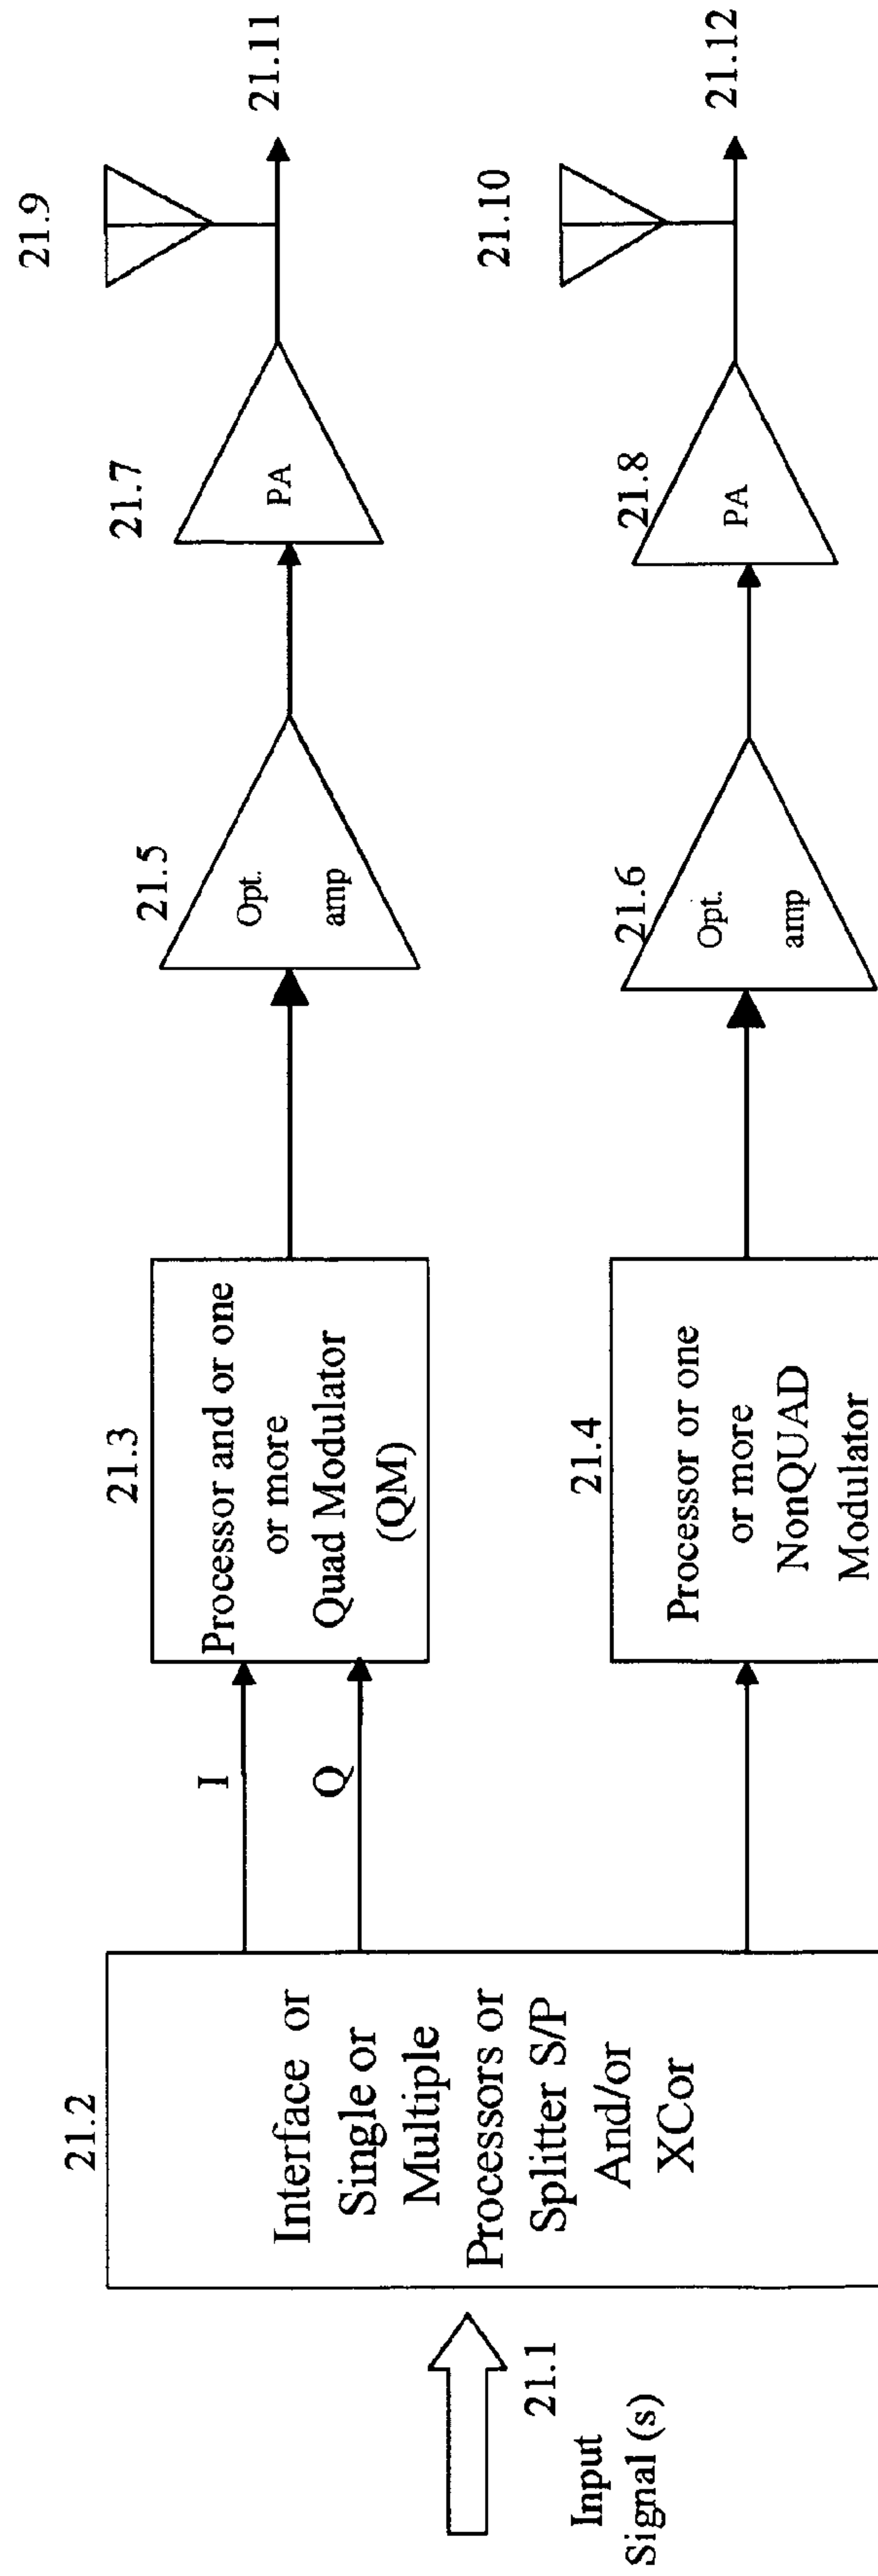 21.1
Input
Signal (s)
21.2
Interface or
Single or
Multiple
Processors or
Splitter S/P
And/or
XCor
I
Q
21.3
Processor and or one
or more
Quad Modulator
(QM)
21.5
Opt.
amp
21.7
PA
21.9
21.11
21.4
Processor or one
or more
NonQUAD
Modulator
21.6
Opt.
amp
21.8
PA
21.10
21.12